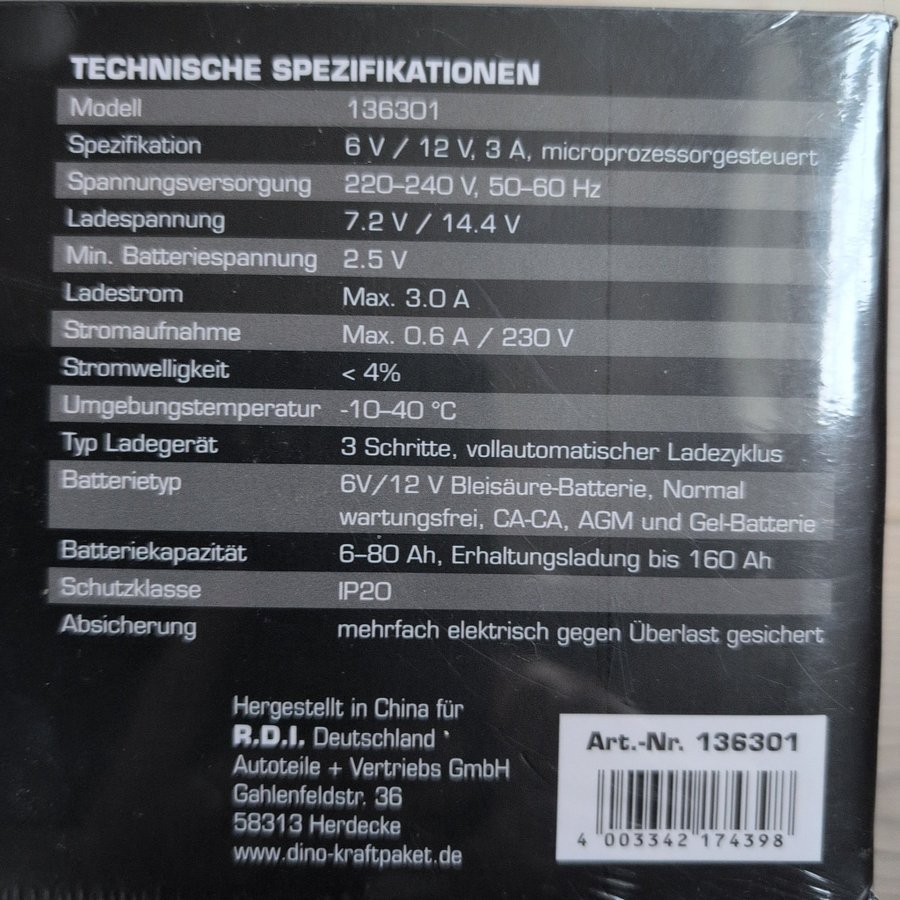 TECHNISCHE SPEZIFIKATIONEN
Modell 136301
Spezifikation 6 V / 12 V, 3 A, microprozessorgesteuert
Spannungsversorgung 220–240 V, 50–60 Hz
Ladespannung 7.2 V / 14.4 V
Min. Batteriespannung 2.5 V
Ladestrom Max. 3.0 A
Stromaufnahme Max. 0.6 A / 230 V
Stromwelligkeit < 4%
Umgebungstemperatur -10–40 °C
Typ Ladegerät 3 Schritte, vollautomatischer Ladezyklus
Batterietyp 6V/12 V Bleisäure-Batterie, Normal
wartungsfrei, CA-CA, AGM und Gel-Batterie
Batteriekapazität 6–80 Ah, Erhaltungsladung bis 160 Ah
Schutzklasse IP20
Absicherung mehrfach elektrisch gegen Überlast gesichert
Hergestellt in China für
R.D.I. Deutschland
Autoteile + Vertriebs GmbH
Gahlenfeldstr. 36
58313 Herdecke
www.dino-kraftpaket.de
Art.-Nr. 136301
4 003342 174398